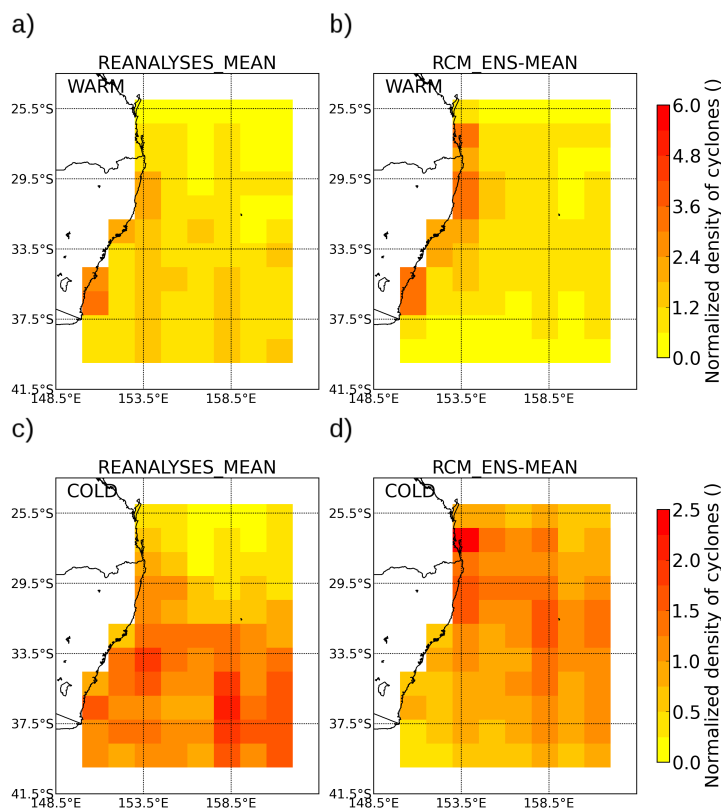 a)
b)
REANALYSES_MEAN
RCM_ENS-MEAN
WARM
WARM
25.5°S
29.5°S
33.5°S
37.5°S
41.5°S
148.5°E
153.5°E
158.5°E
25.5°S
29.5°S
33.5°S
37.5°S
41.5°S
148.5°E
153.5°E
158.5°E
6.0
4.8
3.6
2.4
1.2
0.0
Normalized density of cyclones ()
c)
d)
REANALYSES_MEAN
RCM_ENS-MEAN
COLD
COLD
25.5°S
29.5°S
33.5°S
37.5°S
41.5°S
148.5°E
153.5°E
158.5°E
25.5°S
29.5°S
33.5°S
37.5°S
41.5°S
148.5°E
153.5°E
158.5°E
2.5
2.0
1.5
1.0
0.5
0.0
Normalized density of cyclones ()